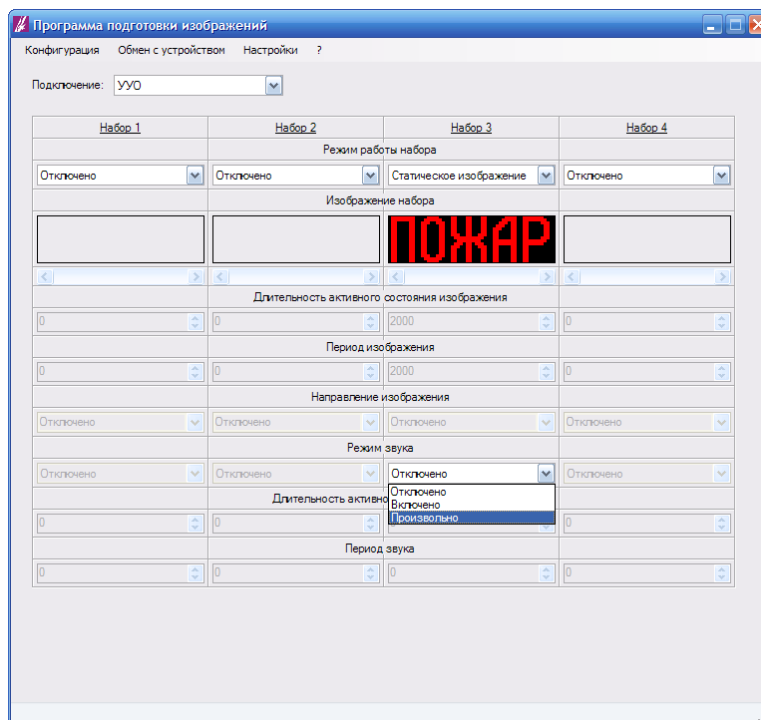 Программа подготовки изображений
Конфигурация Обмен с устройством Настройки ?
Подключение: УУО
Набор 1 Набор 2 Набор 3 Набор 4
Режим работы набора
Отключено Отключено Статическое изображение Отключено
Изображение набора
ПОЖАР
Длительность активного состояния изображения
0 0 2000 0
Период изображения
0 0 2000 0
Направление изображения
Отключено Отключено Отключено Отключено
Режим звука
Отключено Отключено Отключено Отключено
Отключено
Включено
Произвольно
Длительность активно
0 0 0
Период звука
0 0 0 0